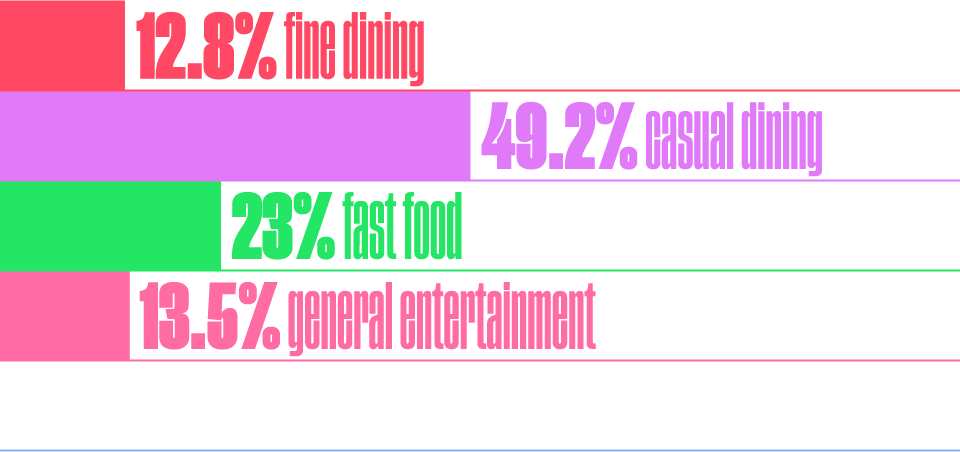 12.8% fine dining
49.2% casual dining
23% fast food
13.5% general entertainment